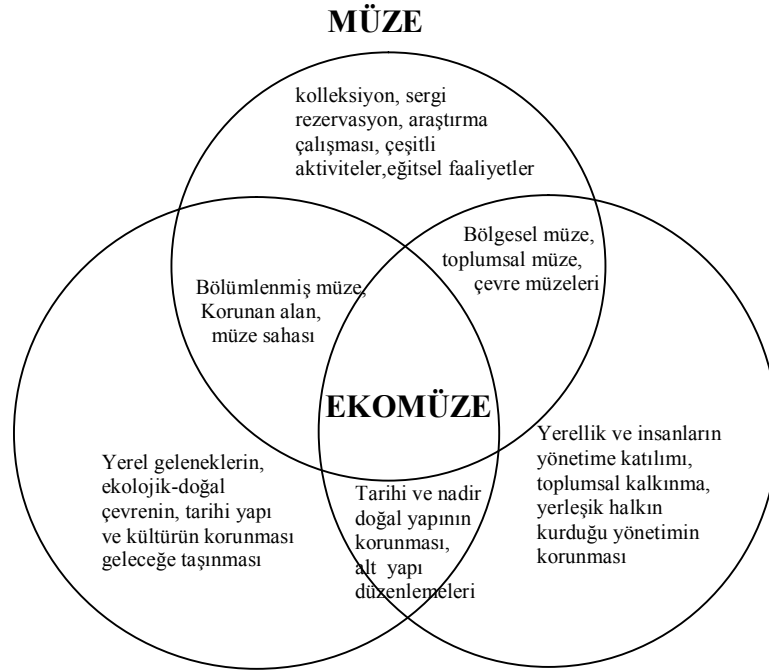 MÜZE
kolleksiyon, sergi
rezervasyon, araştırma
çalışması, çeşitli
aktiviteler,eğitsel faaliyetler
Bölgesel müze,
toplumsal müze,
çevre müzeleri
Bölümlenmiş müze,
Korunan alan,
müze sahası
EKOMÜZE
Yerel geleneklerin,
ekolojik-doğal
çevrenin, tarihi yapı
ve kültürün korunması
geleceğe taşınması
Tarihi ve nadir
doğal yapının
korunması,
alt yapı
düzenlemeleri
Yerellik ve insanların
yönetime katılımı,
toplumsal kalkınma,
yerleşik halkın
kurduğu yönetimin
korunması